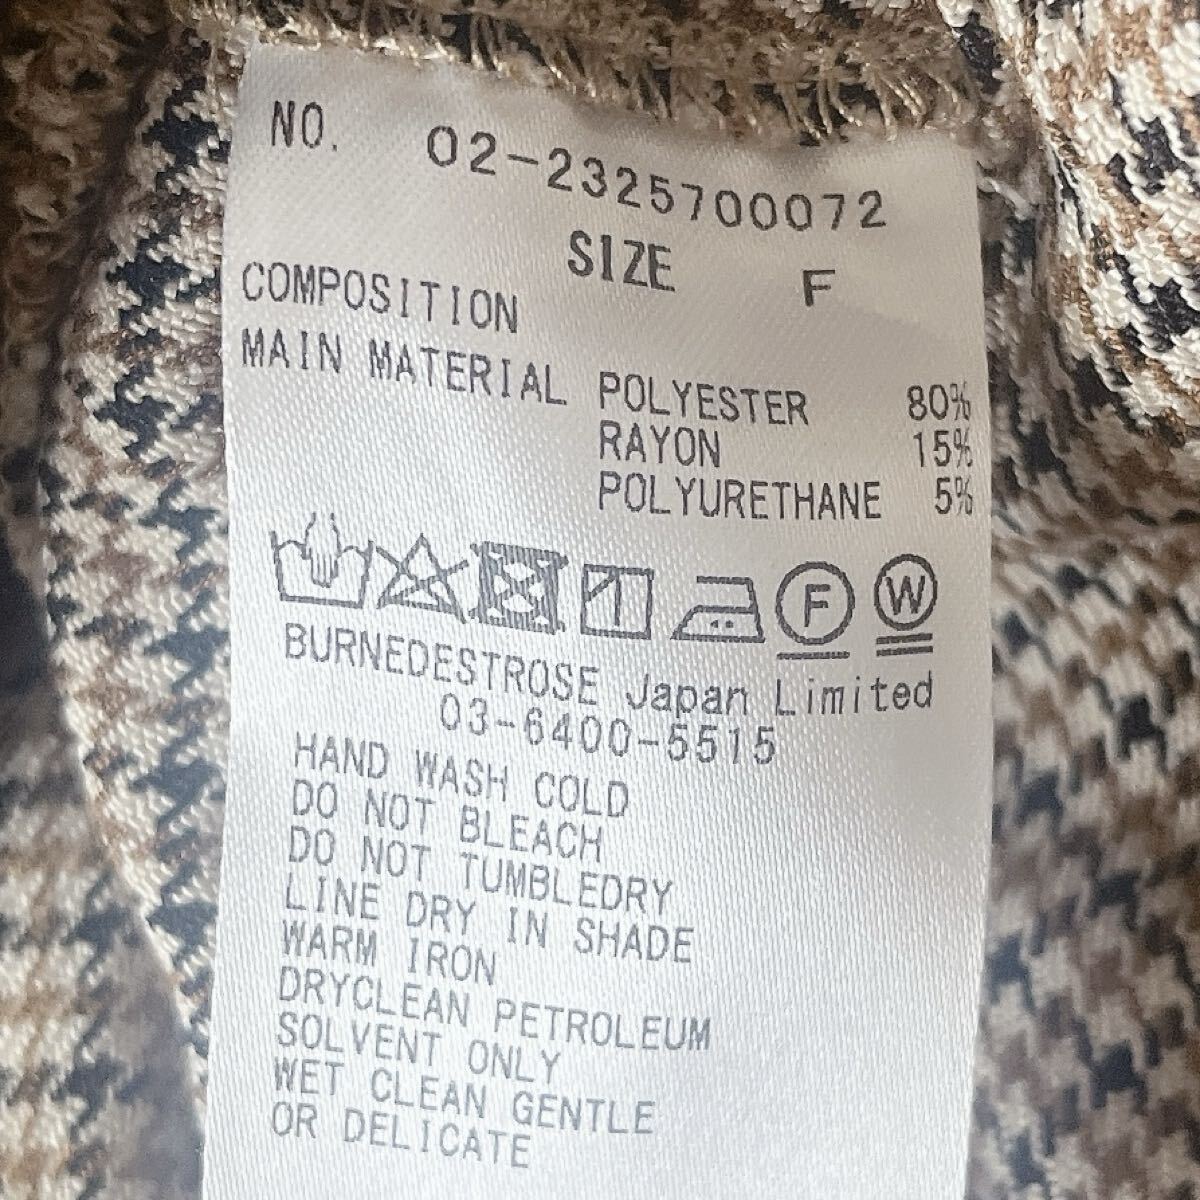 NO. 02-2325700072
SIZE F
COMPOSITION
MAIN MATERIAL POLYESTER 80%
RAYON 15%
POLYURETHANE 5%
F W
BURNEDESTROSE Japan Limited
03-6400-5515
HAND WASH COLD
DO NOT BLEACH
DO NOT TUMBLEDRY
LINE DRY IN SHADE
WARM IRON
DRYCLEAN PETROLEUM
SOLVENT ONLY
WET CLEAN GENTLE
OR DELICATE